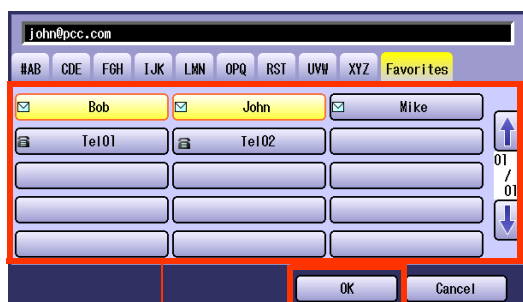 john@pcc.com
#AB CDE FGH IJK LMN OPQ RST UVW XYZ Favorites
Bob John Mike
Tel01 Tel02
01
/
01
OK Cancel